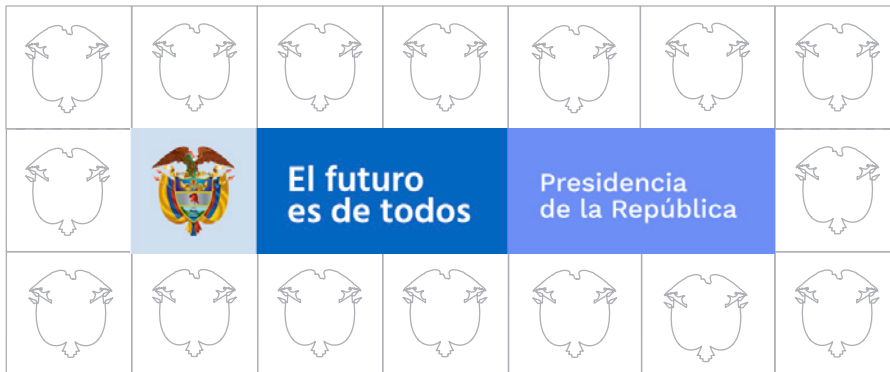 El futuro
es de todos
Presidencia
de la República